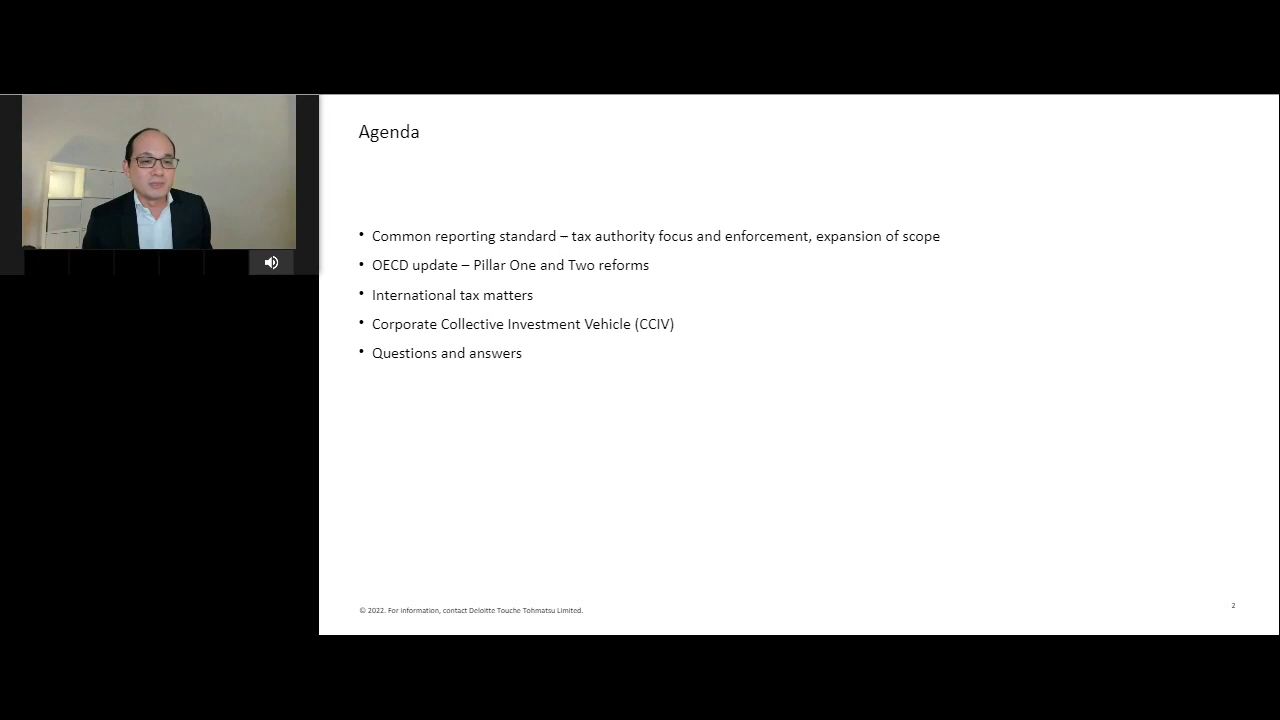 Agenda
• Common reporting standard – tax authority focus and enforcement, expansion of scope
• OECD update – Pillar One and Two reforms
• International tax matters
• Corporate Collective Investment Vehicle (CCIV)
• Questions and answers
© 2022. For information, contact Deloitte Touche Tohmatsu Limited.
2